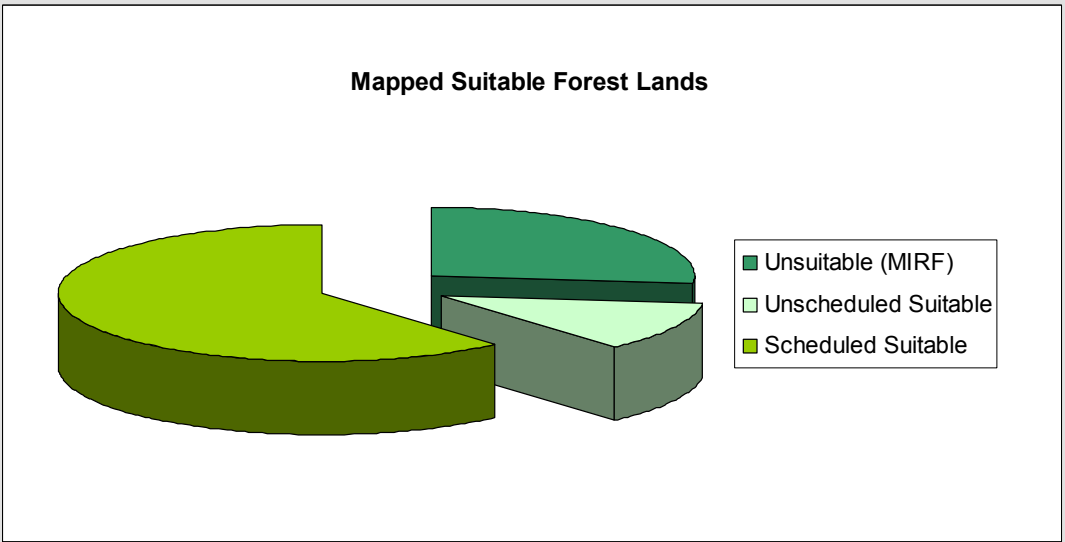 Mapped Suitable Forest Lands
Unsuitable (MIRF)
Unscheduled Suitable
Scheduled Suitable